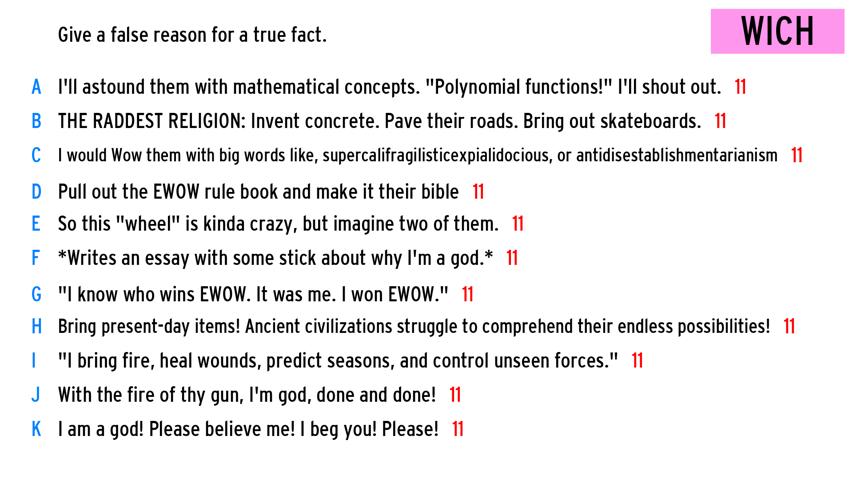 Give a false reason for a true fact.
WICH
A I'll astound them with mathematical concepts. "Polynomial functions!" I'll shout out. 11
B THE RADDEST RELIGION: Invent concrete. Pave their roads. Bring out skateboards. 11
C I would Wow them with big words like, supercalifragilisticexpialidocious, or antidisestablishmentarianism 11
D Pull out the EWOW rule book and make it their bible 11
E So this "wheel" is kinda crazy, but imagine two of them. 11
F *Writes an essay with some stick about why I'm a god.* 11
G "I know who wins EWOW. It was me. I won EWOW." 11
H Bring present-day items! Ancient civilizations struggle to comprehend their endless possibilities! 11
I "I bring fire, heal wounds, predict seasons, and control unseen forces." 11
J With the fire of thy gun, I'm god, done and done! 11
K I am a god! Please believe me! I beg you! Please! 11